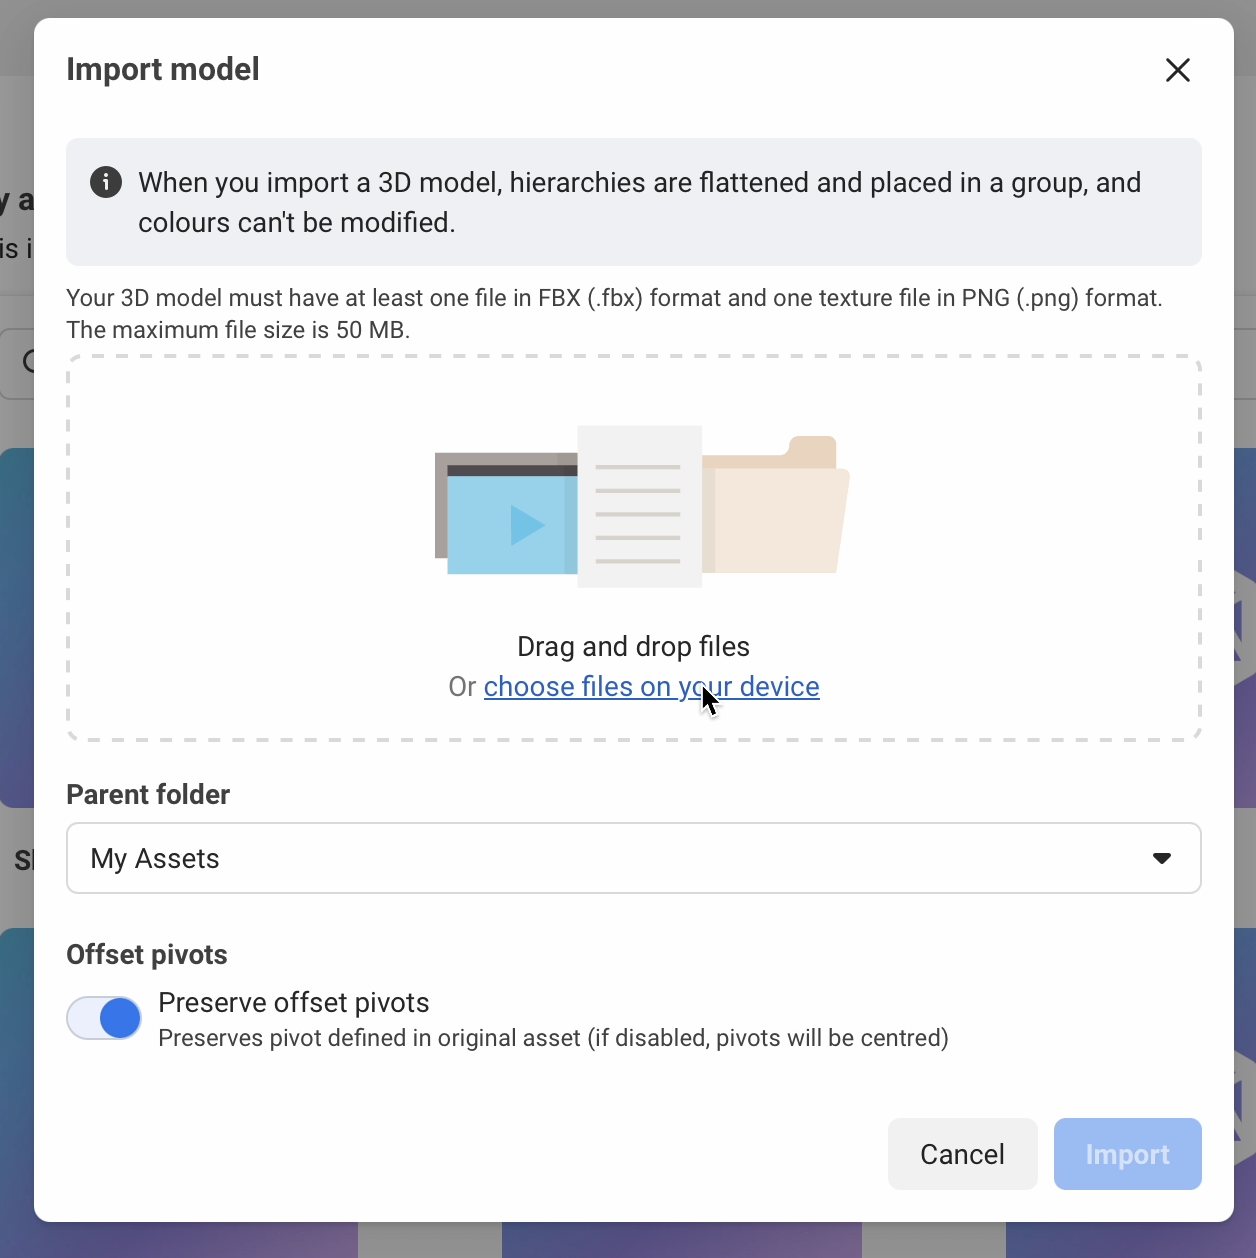 Import model
When you import a 3D model, hierarchies are flattened and placed in a group, and
colours can't be modified.
Your 3D model must have at least one file in FBX (.fbx) format and one texture file in PNG (.png) format.
The maximum file size is 50 MB.
Drag and drop files
Or choose files on your device
Parent folder
My Assets
Offset pivots
Preserve offset pivots
Preserves pivot defined in original asset (if disabled, pivots will be centred)
Cancel
Import